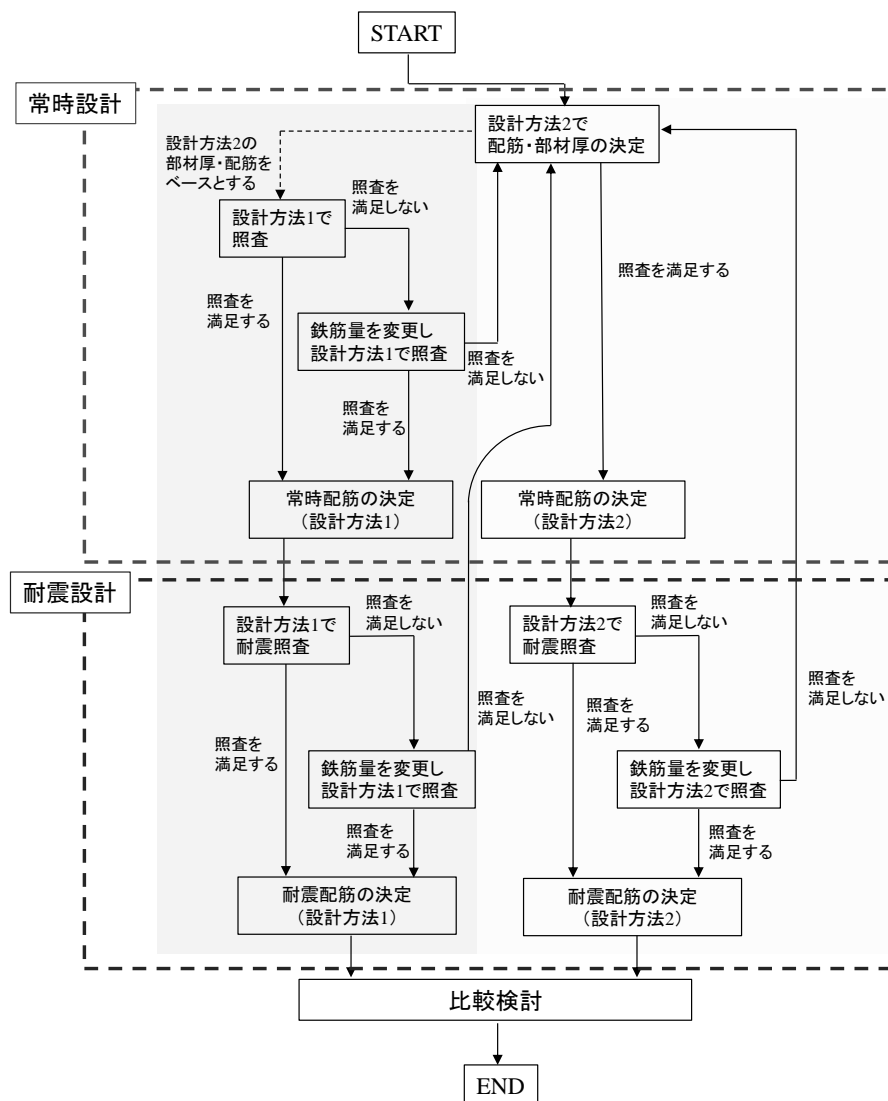 START
常時設計
設計方法2で
配筋・部材厚の決定
設計方法2の
部材厚・配筋を
ベースとする
照査を
満足しない
設計方法1で
照査
照査を満足する
照査を
満足する
鉄筋量を変更し
設計方法1で照査
照査を
満足しない
照査を
満足する
常時配筋の決定
(設計方法1)
常時配筋の決定
(設計方法2)
耐震設計
設計方法1で
耐震照査
照査を
満足しない
設計方法2で
耐震照査
照査を
満足しない
照査を
満足しない
照査を
満足しない
照査を
満足する
照査を
満足する
鉄筋量を変更し
設計方法1で照査
鉄筋量を変更し
設計方法2で照査
照査を
満足する
照査を
満足する
耐震配筋の決定
(設計方法1)
耐震配筋の決定
(設計方法2)
比較検討
END